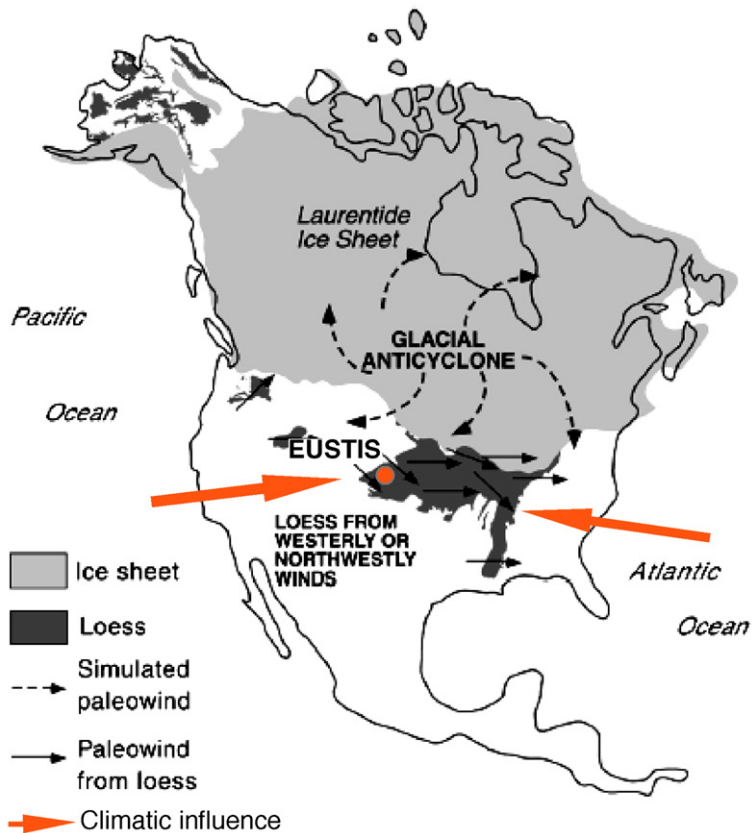 Laurentide
Ice Sheet
Pacific
Ocean
GLACIAL
ANTICYCLONE
EUSTIS
LOESS FROM
WESTERLY OR
NORTHWESTLY
WINDS
Atlantic
Ocean
Ice sheet
Loess
Simulated
paleowind
Paleowind
from loess
Climatic influence